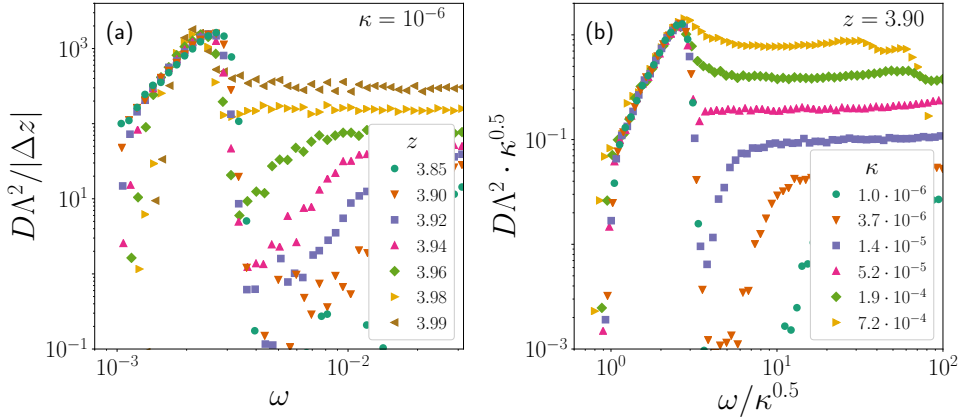 (a)
κ = 10⁻⁶
DΛ²/|Δz|
10³
10¹
10⁻¹
z
3.85
3.90
3.92
3.94
3.96
3.98
3.99
10⁻³
10⁻²
ω
(b)
z = 3.90
DΛ² · κ⁰·⁵
10⁻¹
10⁻³
κ
1.0 · 10⁻⁶
3.7 · 10⁻⁶
1.4 · 10⁻⁵
5.2 · 10⁻⁵
1.9 · 10⁻⁴
7.2 · 10⁻⁴
10⁰
10¹
10²
ω/κ⁰·⁵